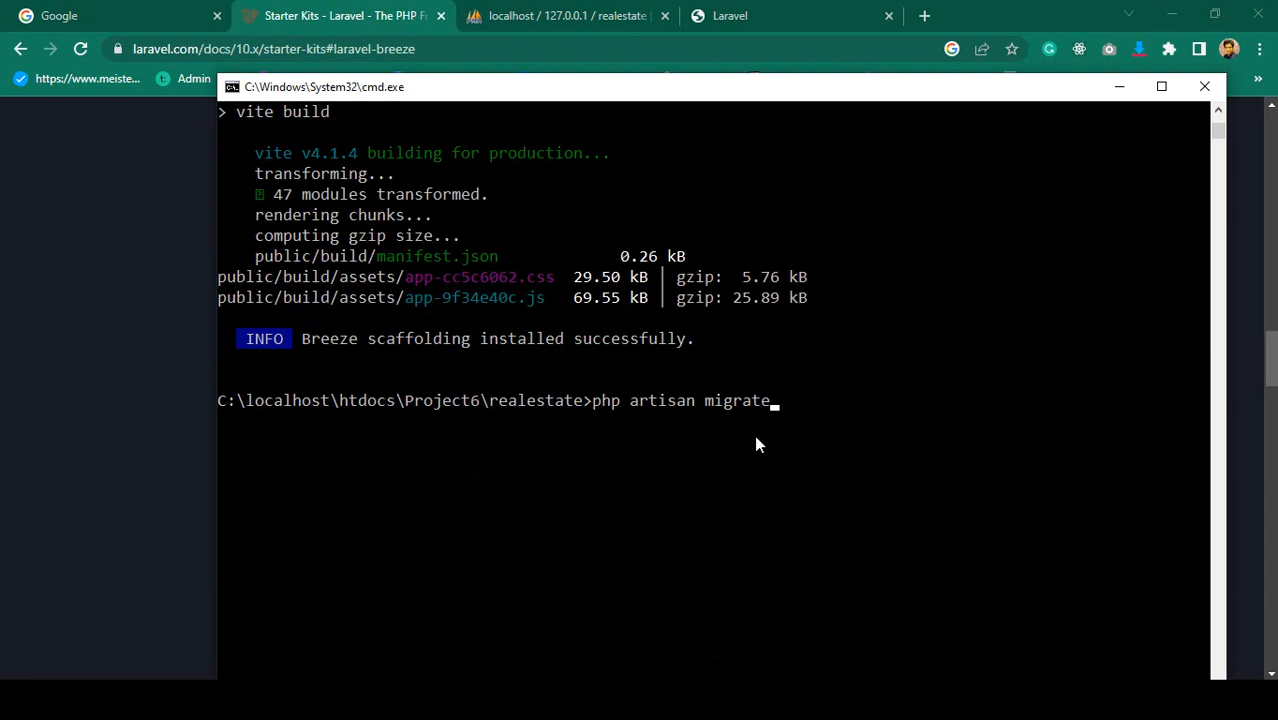 Google
Starter Kits - Laravel - The PHP F
localhost / 127.0.0.1 / realestate
Laravel
laravel.com/docs/10.x/starter-kits#laravel-breeze
https://www.meiste...
Admin
»
C:\Windows\System32\cmd.exe
> vite build
vite v4.1.4 building for production...
transforming...
47 modules transformed.
rendering chunks...
computing gzip size...
public/build/manifest.json 0.26 kB
public/build/assets/app-cc5c6062.css 29.50 kB │ gzip: 5.76 kB
public/build/assets/app-9f34e40c.js 69.55 kB │ gzip: 25.89 kB
INFO Breeze scaffolding installed successfully.
C:\localhost\htdocs\Project6\realestate>php artisan migrate